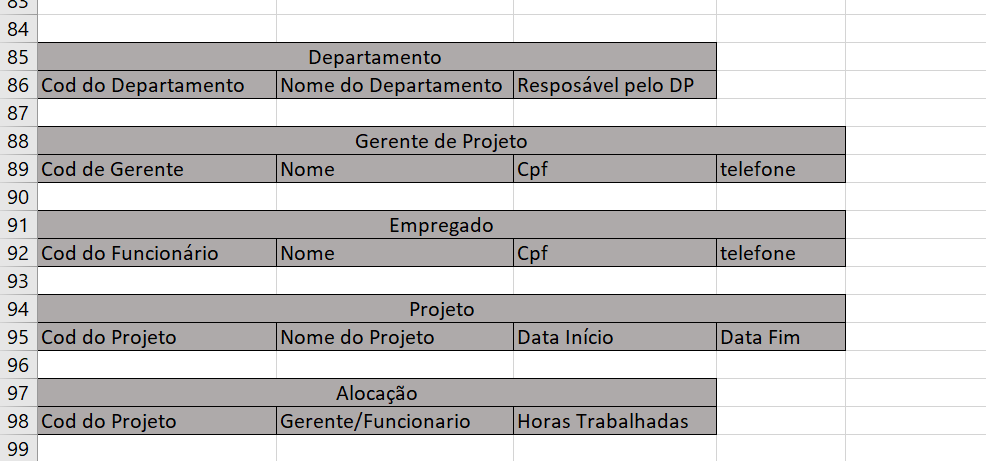 83
84
85 Departamento
86 Cod do Departamento Nome do Departamento Resposável pelo DP
87
88 Gerente de Projeto
89 Cod de Gerente Nome Cpf telefone
90
91 Empregado
92 Cod do Funcionário Nome Cpf telefone
93
94 Projeto
95 Cod do Projeto Nome do Projeto Data Início Data Fim
96
97 Alocação
98 Cod do Projeto Gerente/Funcionario Horas Trabalhadas
99